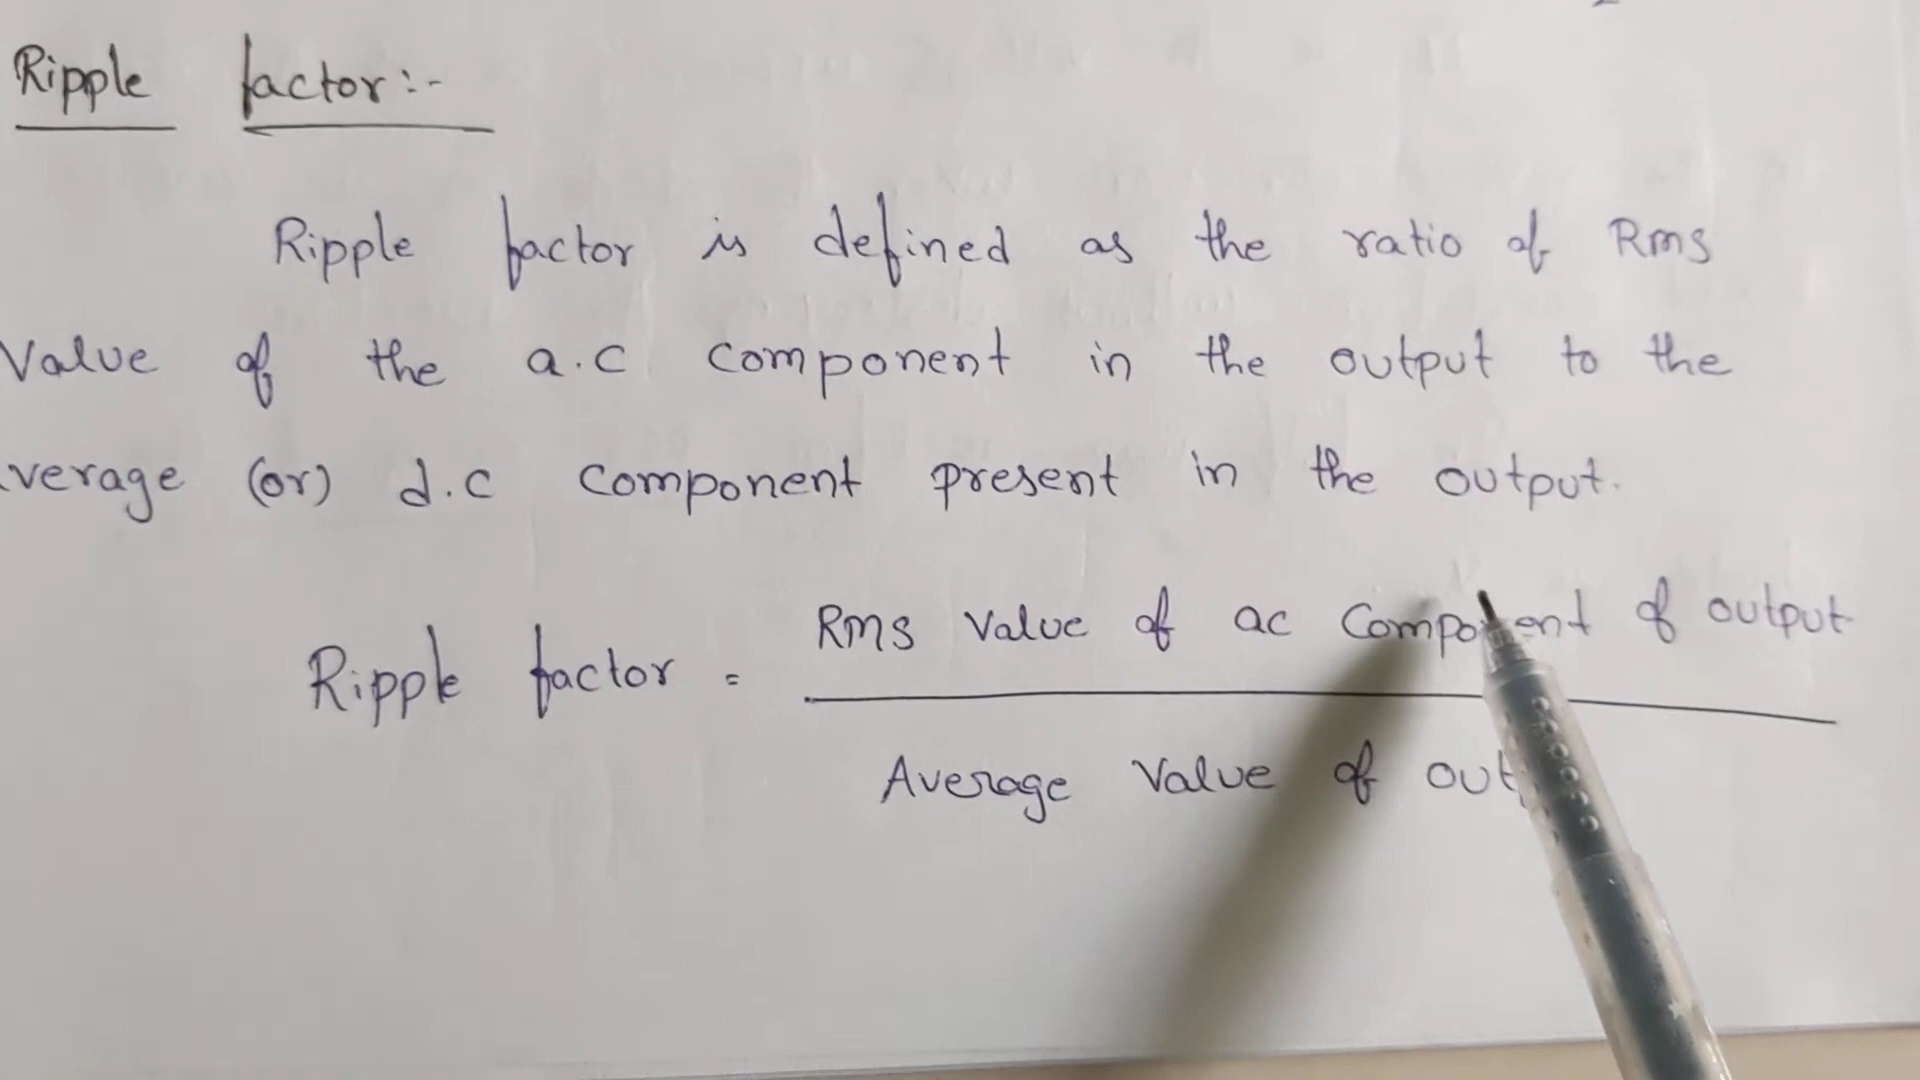 Ripple factor:-
Ripple factor is defined as the ratio of Rms
Value of the a.c component in the output to the
verage (or) d.c component present in the output.
Rms Value of ac Component of output
Ripple factor =
Average Value of out